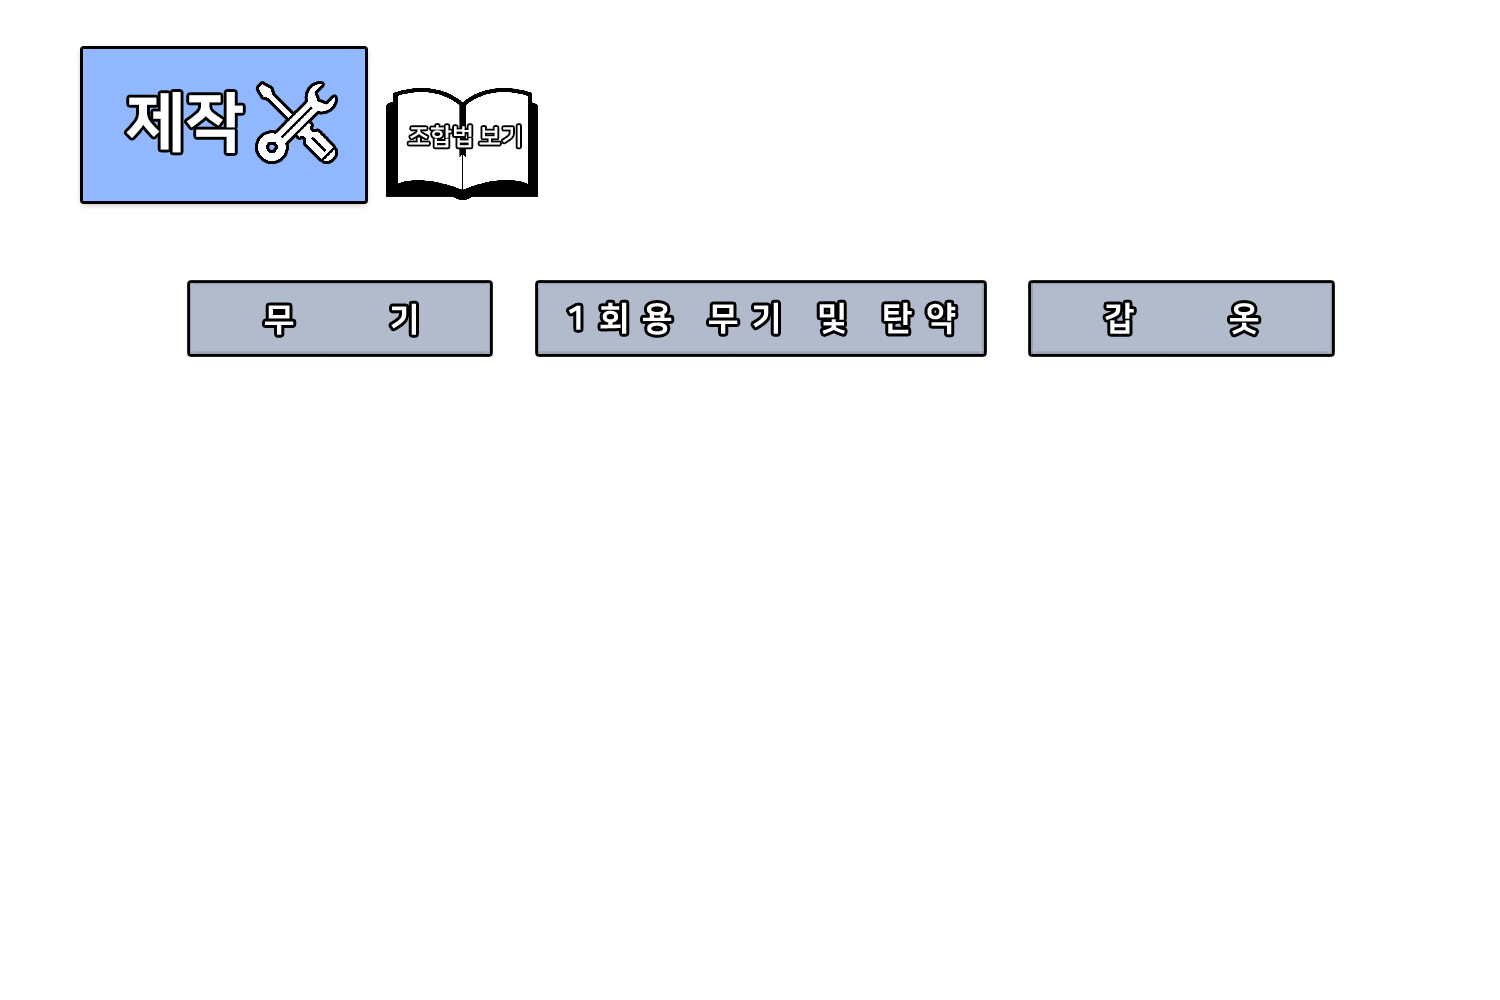 제작
조합법 보기
무 기
1회용 무기 및 탄약
갑 옷